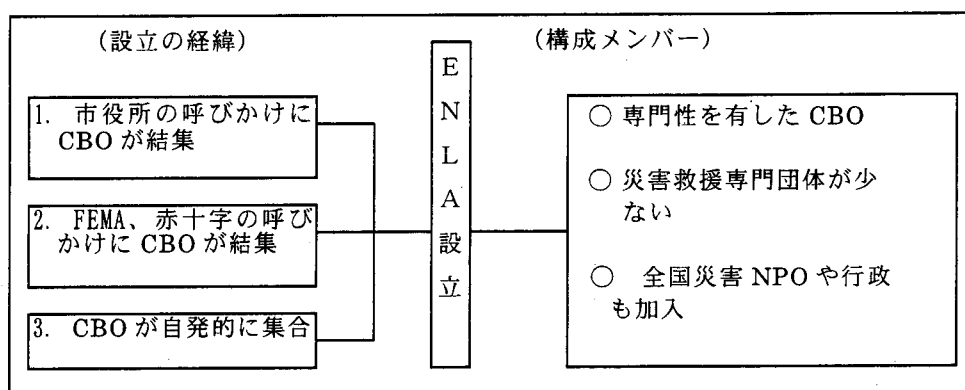 (設立の経緯)
1. 市役所の呼びかけに
CBO が結集
2. FEMA、赤十字の呼び
かけに CBO が結集
3. CBO が自発的に集合
ENLA設立
(構成メンバー)
○ 専門性を有した CBO
○ 災害救援専門団体が少
ない
○ 全国災害 NPO や行政
も加入